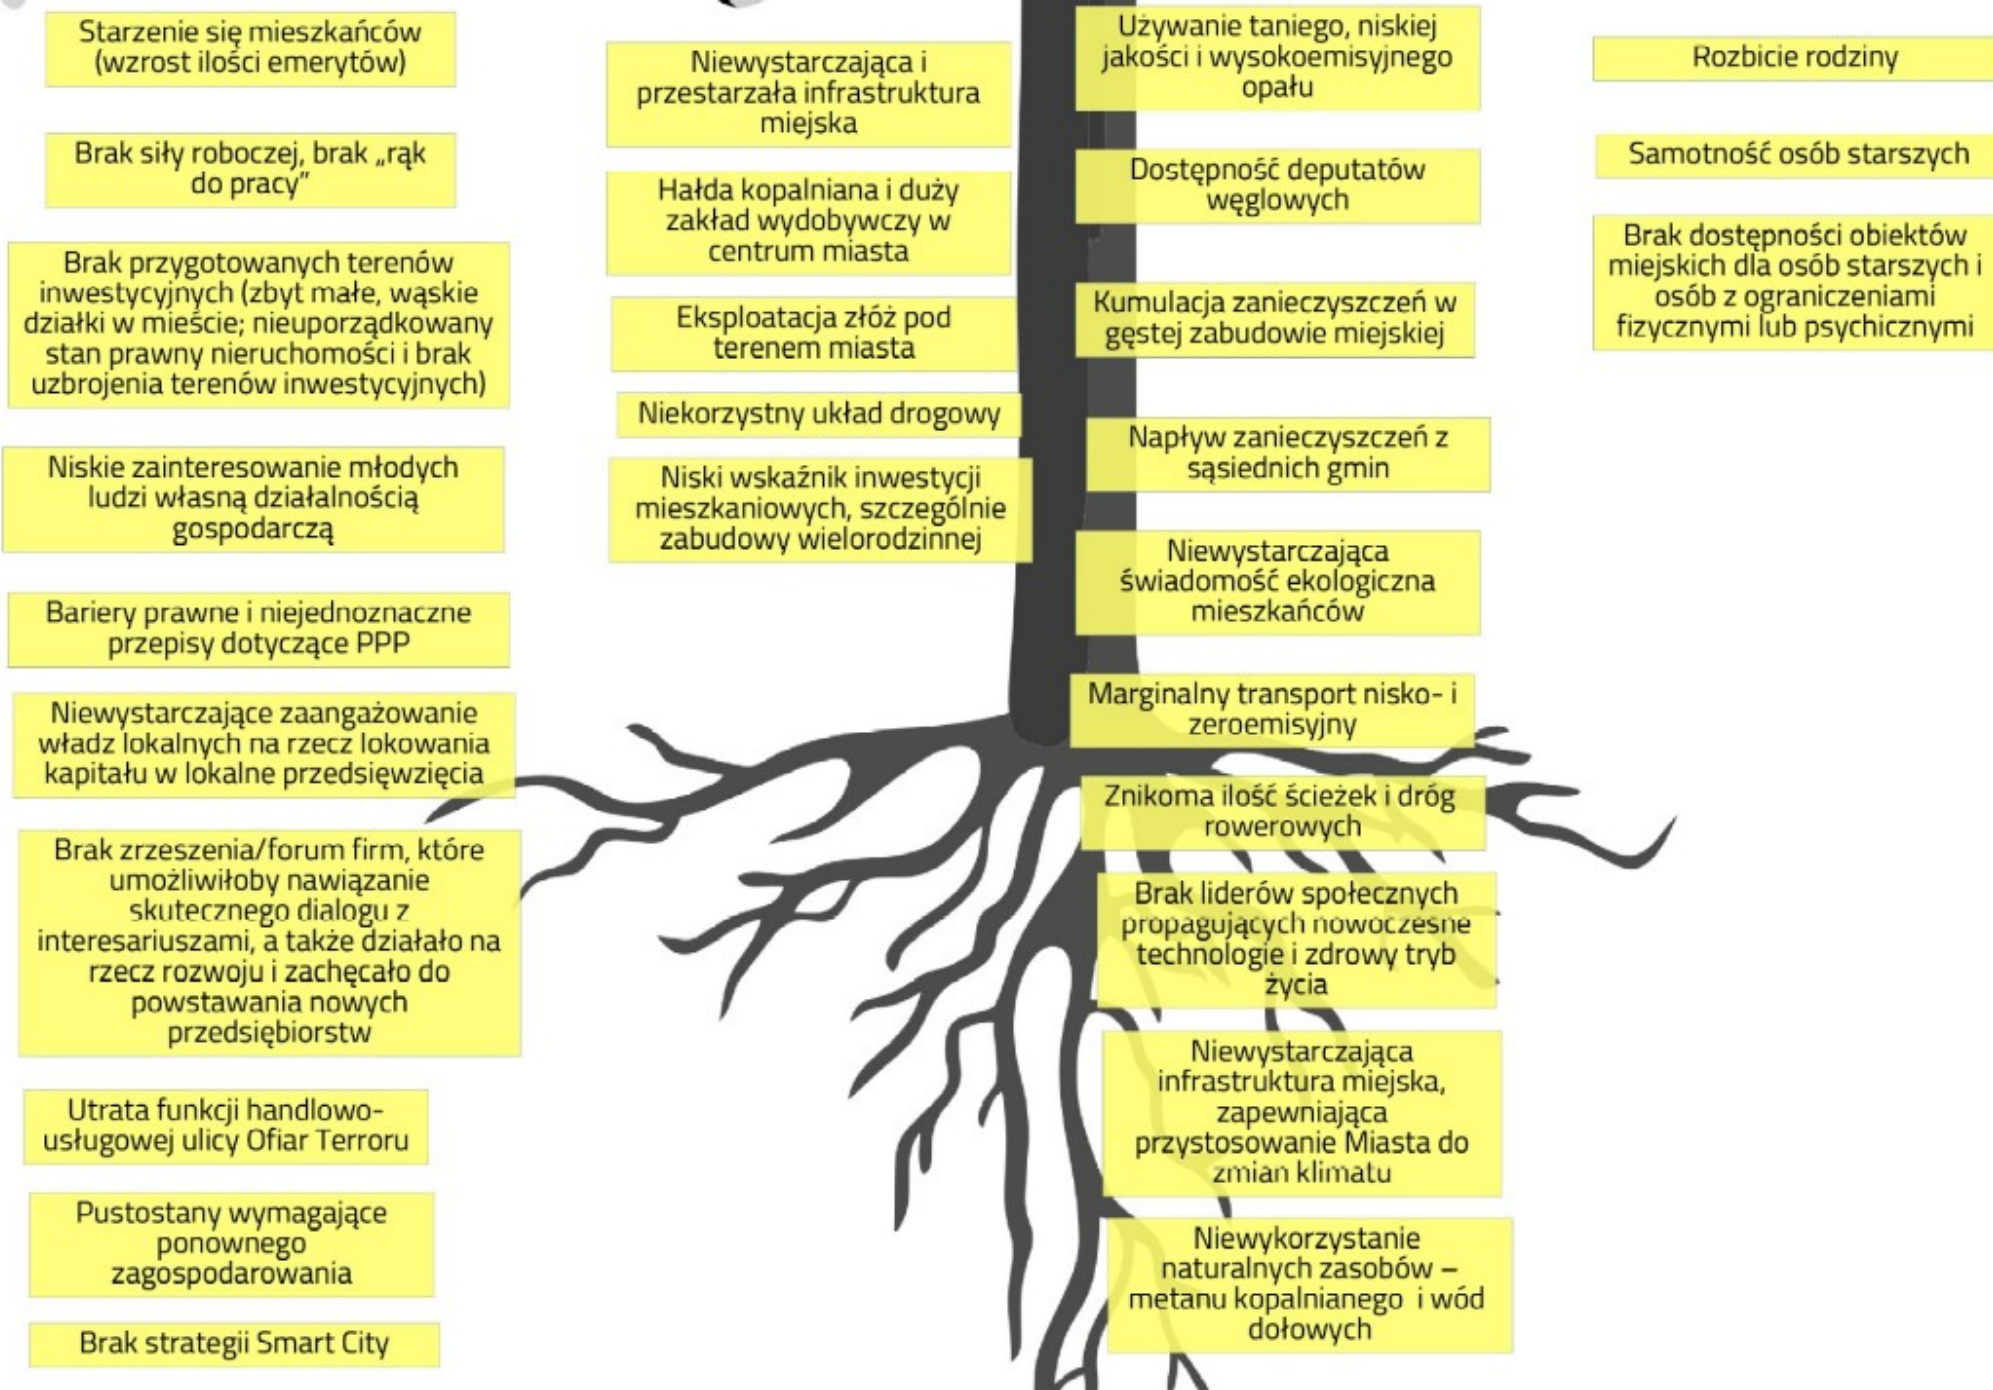 Starzenie się mieszkańców
(wzrost ilości emerytów)
Brak siły roboczej, brak „rąk
do pracy”
Brak przygotowanych terenów
inwestycyjnych (zbyt małe, wąskie
działki w mieście; nieuporządkowany
stan prawny nieruchomości i brak
uzbrojenia terenów inwestycyjnych)
Niskie zainteresowanie młodych
ludzi własną działalnością
gospodarczą
Bariery prawne i niejednoznaczne
przepisy dotyczące PPP
Niewystarczające zaangażowanie
władz lokalnych na rzecz lokowania
kapitału w lokalne przedsięwzięcia
Brak zrzeszenia/forum firm, które
umożliwiłoby nawiązanie
skutecznego dialogu z
interesariuszami, a także działało na
rzecz rozwoju i zachęcało do
powstawania nowych
przedsiębiorstw
Utrata funkcji handlowo-
usługowej ulicy Ofiar Terroru
Pustostany wymagające
ponownego
zagospodarowania
Brak strategii Smart City
Niewystarczająca i
przestarzała infrastruktura
miejska
Hałda kopalniana i duży
zakład wydobywczy w
centrum miasta
Eksploatacja złóż pod
terenem miasta
Niekorzystny układ drogowy
Niski wskaźnik inwestycji
mieszkaniowych, szczególnie
zabudowy wielorodzinnej
Używanie taniego, niskiej
jakości i wysokoemisyjnego
opału
Dostępność deputatów
węglowych
Kumulacja zanieczyszczeń w
gęstej zabudowie miejskiej
Napływ zanieczyszczeń z
sąsiednich gmin
Niewystarczająca
świadomość ekologiczna
mieszkańców
Marginalny transport nisko- i
zeroemisyjny
Znikoma ilość ścieżek i dróg
rowerowych
Brak liderów społecznych
propagujących nowoczesne
technologie i zdrowy tryb
życia
Niewystarczająca
infrastruktura miejska,
zapewniająca
przystosowanie Miasta do
zmian klimatu
Niewykorzystanie
naturalnych zasobów –
metanu kopalnianego i wód
dołowych
Rozbicie rodziny
Samotność osób starszych
Brak dostępności obiektów
miejskich dla osób starszych i
osób z ograniczeniami
fizycznymi lub psychicznymi